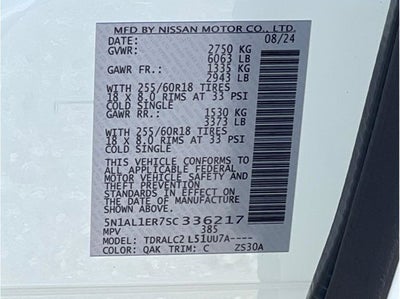 MFD BY NISSAN MOTOR CO., LTD.
DATE: 08/24
GVWR: 2750 KG
6063 LB
GAWR FR.: 1335 KG
2943 LB
WITH 255/60R18 TIRES
18 X 8.0 RIMS AT 33 PSI
COLD SINGLE
GAWR RR.: 1530 KG
3373 LB
WITH 255/60R18 TIRES
18 X 8.0 RIMS AT 33 PSI
COLD SINGLE
THIS VEHICLE CONFORMS TO
ALL APPLICABLE FEDERAL
MOTOR VEHICLE SAFETY AND
THEFT PREVENTION
STANDARDS IN EFFECT ON
THE DATE OF MANUFACTURE
SHOWN ABOVE.
5N1AL1ER7SC336217
MPV 385
MODEL: TDRALC2 L51UU7A----
COLOR: QAK TRIM: C ZS30A